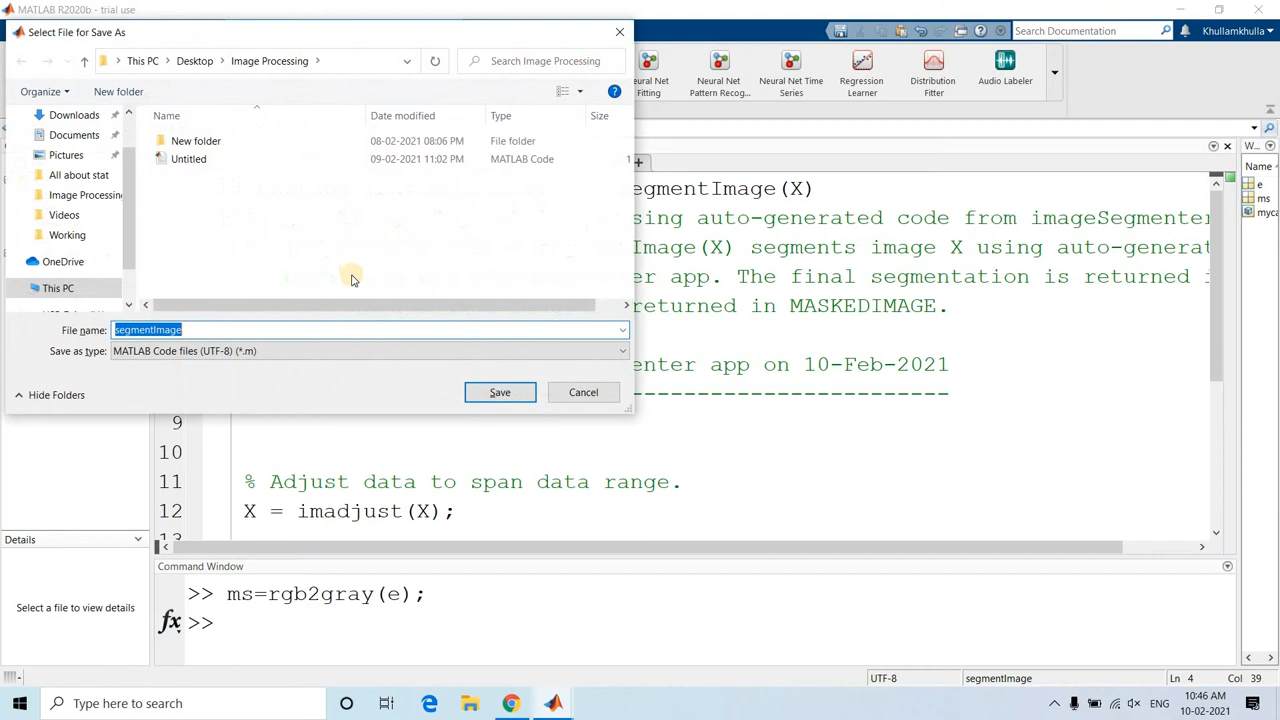 MATLAB R2020b - trial use
Select File for Save As
Search Documentation
Khullamkhulla
This PC
Desktop
Image Processing
Search Image Processing
Neural Net Fitting
Neural Net Pattern Recog...
Neural Net Time Series
Regression Learner
Distribution Fitter
Audio Labeler
Organize
New folder
Name
Date modified
Type
Size
Downloads
Documents
Pictures
All about stat
Image Processing
Videos
Working
OneDrive
This PC
New folder
08-02-2021 08:06 PM
File folder
Untitled
09-02-2021 11:02 PM
MATLAB Code
1
File name:
segmentImage
Save as type:
MATLAB Code files (UTF-8) (*.m)
Hide Folders
Save
Cancel
W...
Name
e
ms
myca
egmentImage(X)
sing auto-generated code from imageSegmenter
Image(X) segments image X using auto-generat
er app. The final segmentation is returned i
returned in MASKEDIMAGE.
enter app on 10-Feb-2021
------------------------
9
10
11 % Adjust data to span data range.
12 X = imadjust(X);
13
Details
Select a file to view details
Command Window
>> ms=rgb2gray(e);
fx >>
UTF-8
segmentImage
Ln 4 Col 39
Type here to search
ENG
10:46 AM
10-02-2021